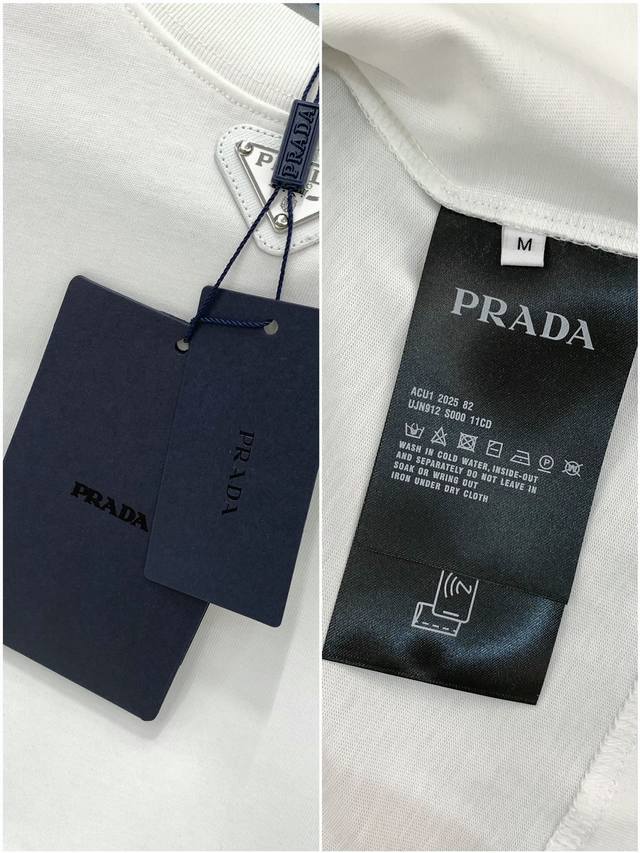 PRADA
PRADA
PRADA
M
PRADA
ACU1 2025 82
UJN912 S000 11CD
WASH IN COLD WATER, INSIDE-OUT
AND SEPARATELY DO NOT LEAVE IN
SOAK OR WRING OUT
IRON UNDER DRY CLOTH